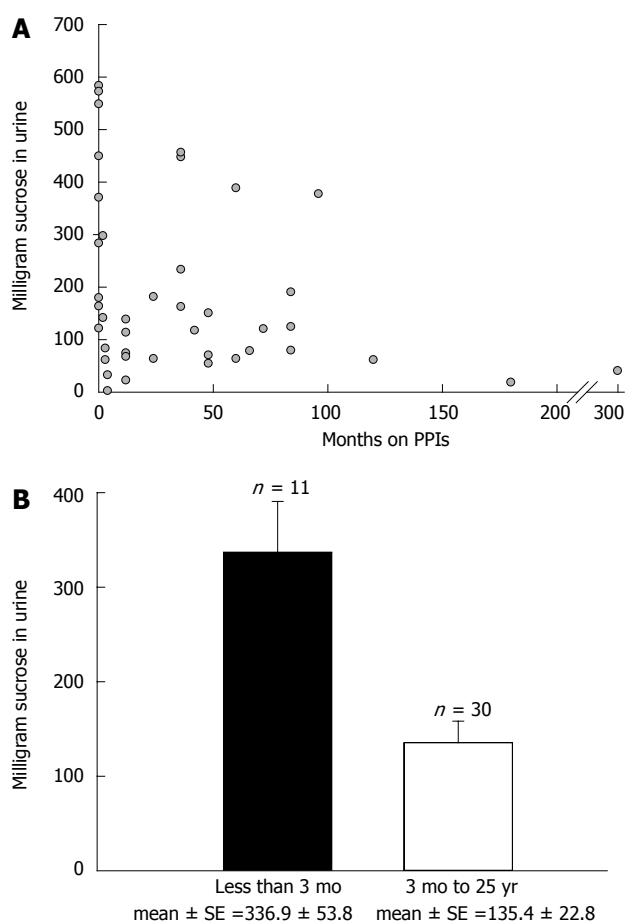 A
700
600
500
400
300
200
100
0
Milligram sucrose in urine
0 50 100 150 200 300
Months on PPIs
B
400
300
200
100
0
Milligram sucrose in urine
n = 11
n = 30
Less than 3 mo 3 mo to 25 yr
mean ± SE =336.9 ± 53.8 mean ± SE =135.4 ± 22.8